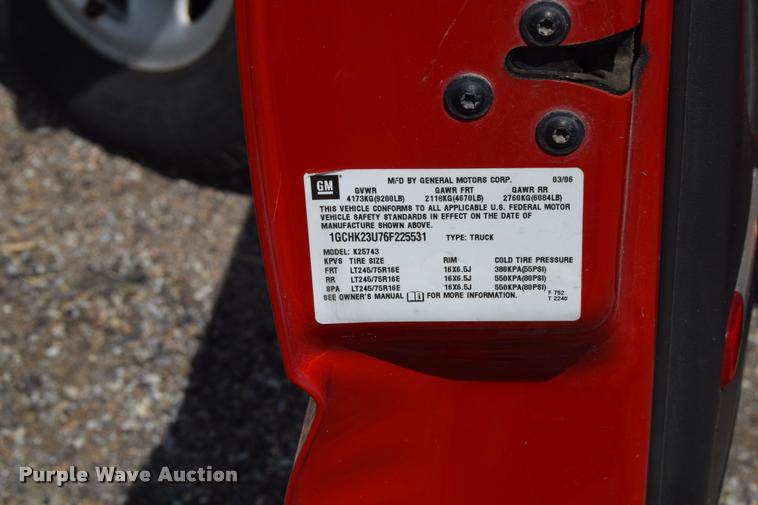 GM
MFD BY GENERAL MOTORS CORP. 03/06
GVWR GAWR FRT GAWR RR
4173KG(9200LB) 2118KG(4670LB) 2760KG(6084LB)
THIS VEHICLE CONFORMS TO ALL APPLICABLE U.S. FEDERAL MOTOR
VEHICLE SAFETY STANDARDS IN EFFECT ON THE DATE OF
MANUFACTURE SHOWN ABOVE.
1GCHK23U76F225531 TYPE: TRUCK
MODEL: K25743
KPVS TIRE SIZE RIM COLD TIRE PRESSURE
FRT LT245/75R16E 16X6.5J 380KPA(55PSI)
RR LT245/75R16E 16X6.5J 550KPA(80PSI)
SPA LT245/75R16E 16X6.5J 550KPA(80PSI)
SEE OWNER'S MANUAL FOR MORE INFORMATION.
F 752
T 2240
Purple Wave Auction